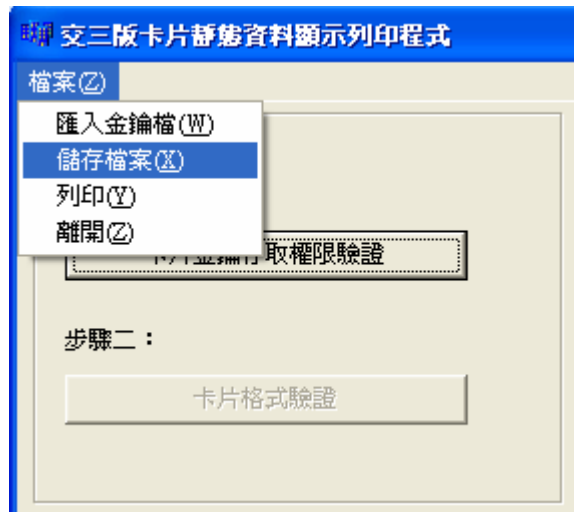 交三版卡片靜態資料顯示列印程式
檔案(Z)
匯入金鑰檔(W)
儲存檔案(X)
列印(Y)
離開(Z)
取權限驗證
步驟二：
卡片格式驗證